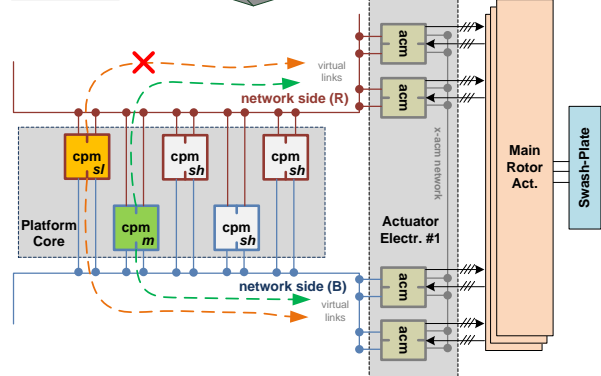 acm
virtual
links
acm
network side (R)
cpm
sl
cpm
sh
cpm
sh
x-acm network
Main
Rotor
Act.
Swash-Plate
Platform
Core
cpm
m
cpm
sh
Actuator
Electr. #1
network side (B)
virtual
links
acm
acm